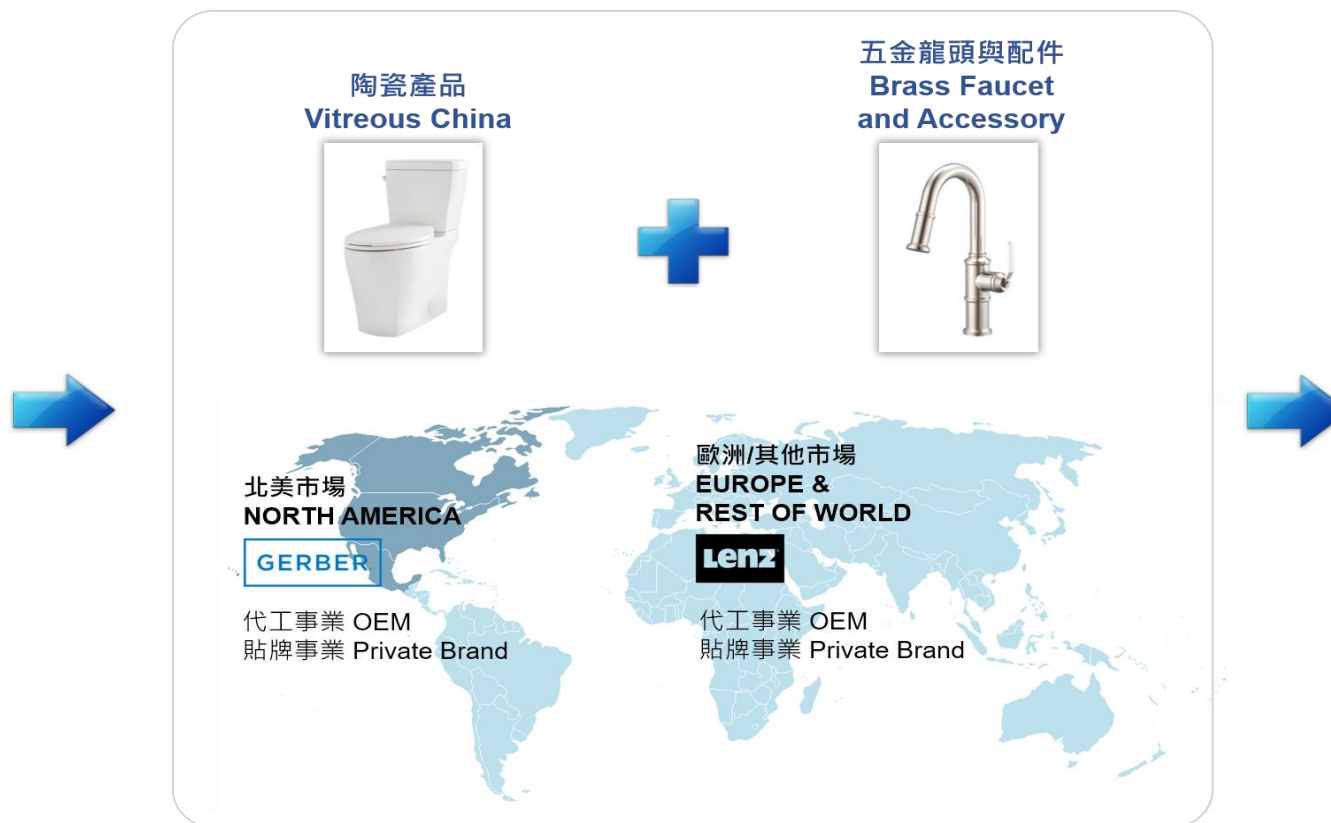 陶瓷產品
Vitreous China
五金龍頭與配件
Brass Faucet
and Accessory
北美市場
NORTH AMERICA
GERBER
代工事業 OEM
貼牌事業 Private Brand
歐洲/其他市場
EUROPE &
REST OF WORLD
Lenz
代工事業 OEM
貼牌事業 Private Brand